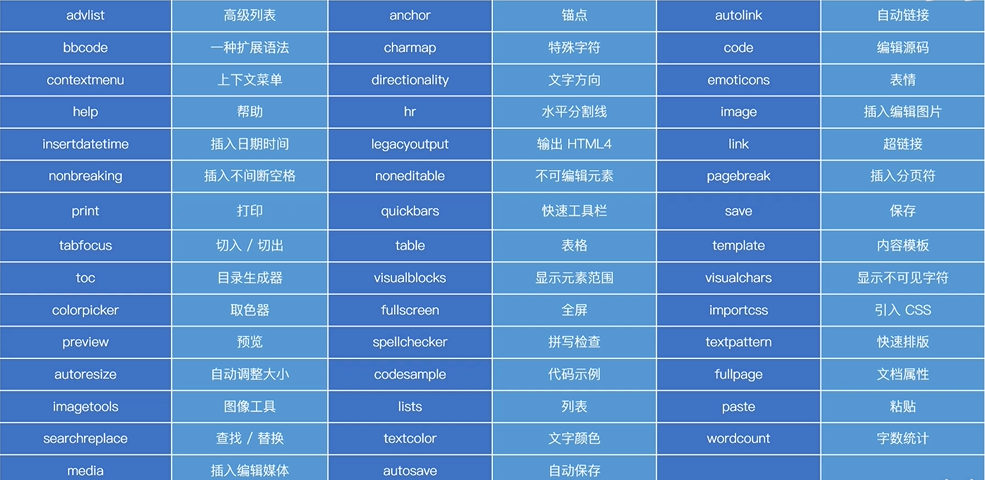 advlist 高级列表 anchor 锚点 autolink 自动链接
bbcode 一种扩展语法 charmap 特殊字符 code 编辑源码
contextmenu 上下文菜单 directionality 文字方向 emoticons 表情
help 帮助 hr 水平分割线 image 插入编辑图片
insertdatetime 插入日期时间 legacyoutput 输出 HTML4 link 超链接
nonbreaking 插入不间断空格 noneditable 不可编辑元素 pagebreak 插入分页符
print 打印 quickbars 快速工具栏 save 保存
tabfocus 切入 / 切出 table 表格 template 内容模板
toc 目录生成器 visualblocks 显示元素范围 visualchars 显示不可见字符
colorpicker 取色器 fullscreen 全屏 importcss 引入 CSS
preview 预览 spellchecker 拼写检查 textpattern 快速排版
autoresize 自动调整大小 codesample 代码示例 fullpage 文档属性
imagetools 图像工具 lists 列表 paste 粘贴
searchreplace 查找 / 替换 textcolor 文字颜色 wordcount 字数统计
media 插入编辑媒体 autosave 自动保存